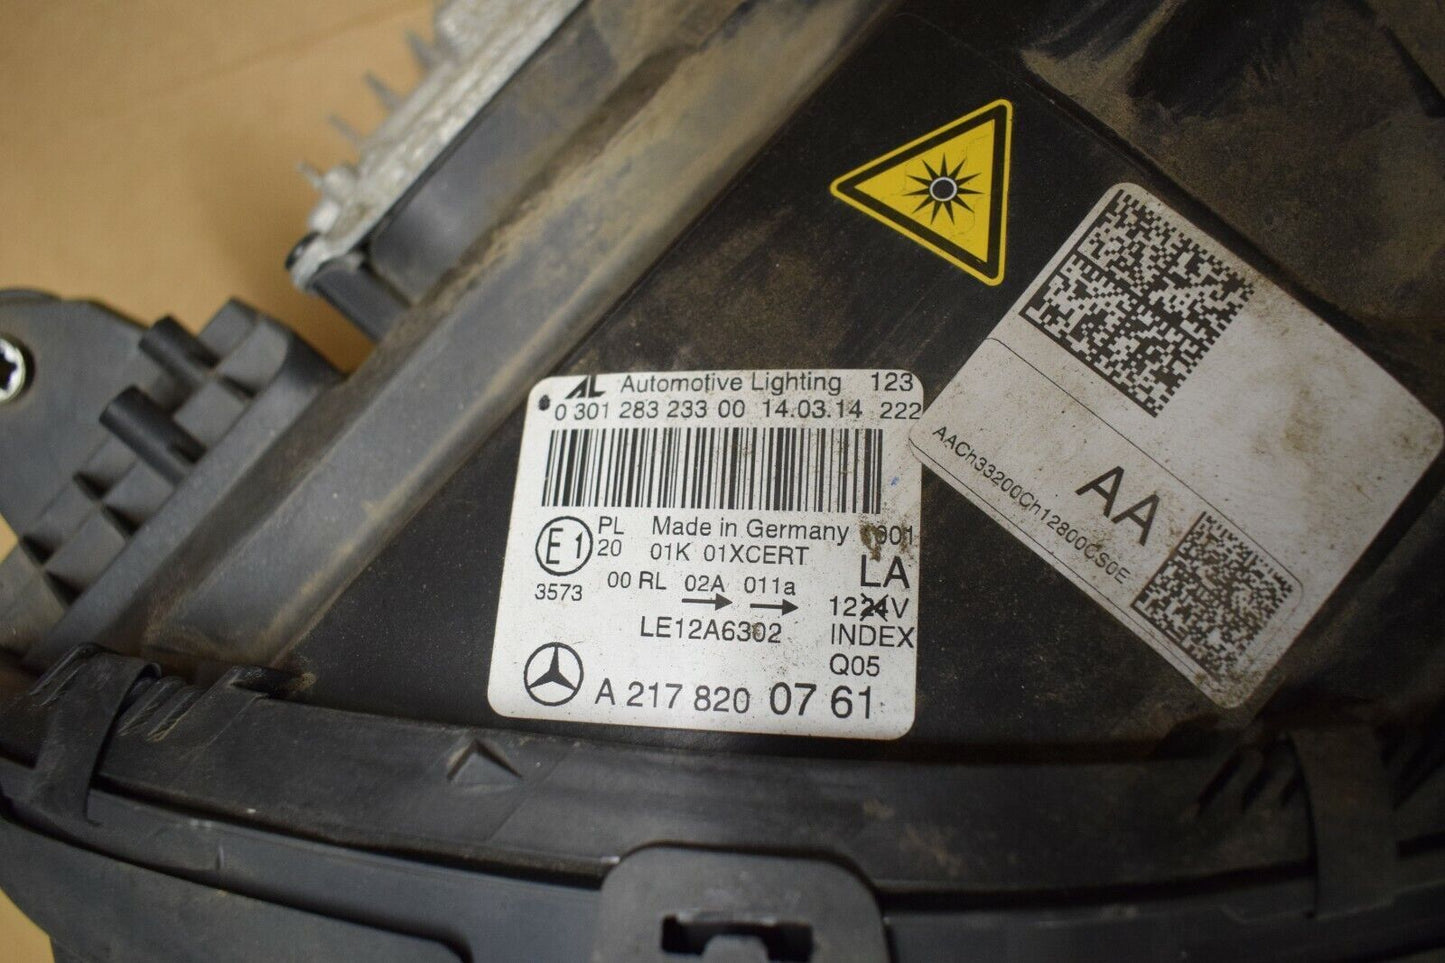 AL Automotive Lighting 123
0 301 283 233 00 14.03.14 222
E1 PL Made in Germany
20 01K 01XCERT LA
3573 00 RL 02A 011a 1224V
LE12A6302 INDEX
Q05
A 217 820 07 61
AA
AACh33200Ch12800CS0E